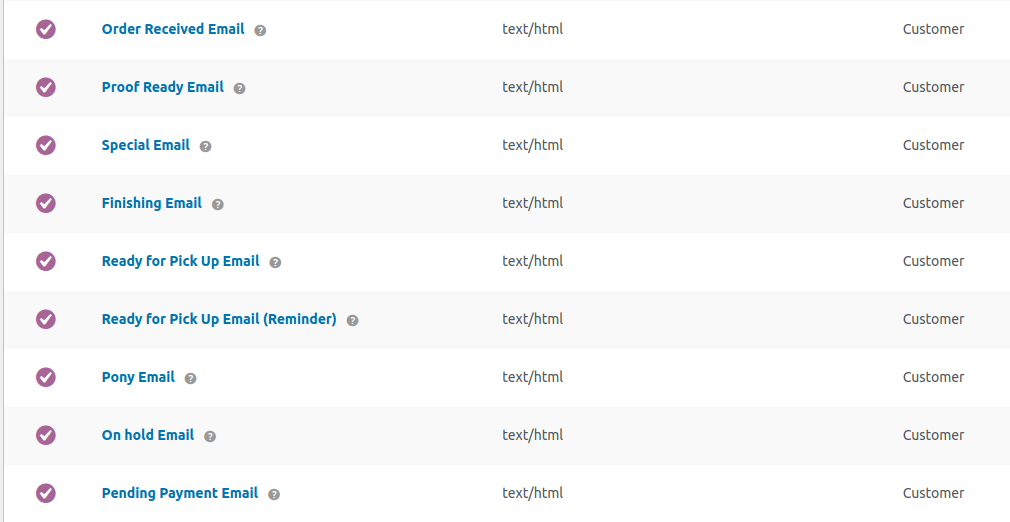 Order Received Email ? text/html Customer
Proof Ready Email ? text/html Customer
Special Email ? text/html Customer
Finishing Email ? text/html Customer
Ready for Pick Up Email ? text/html Customer
Ready for Pick Up Email (Reminder) ? text/html Customer
Pony Email ? text/html Customer
On hold Email ? text/html Customer
Pending Payment Email ? text/html Customer